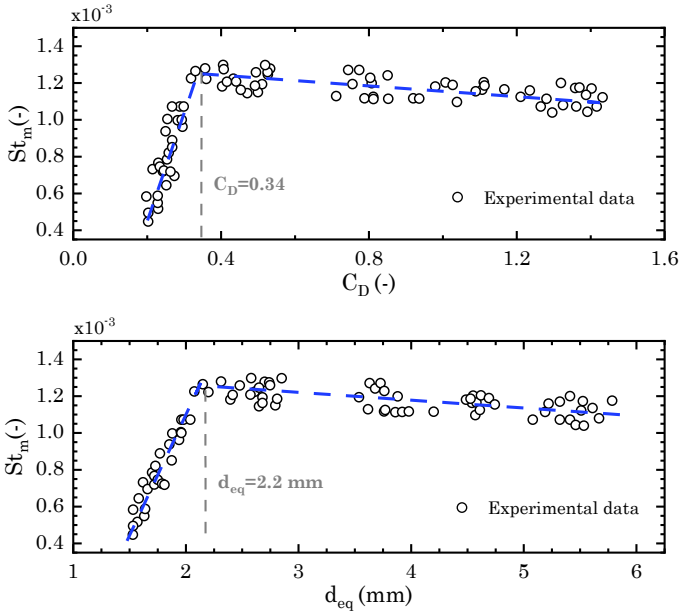 x10⁻³
1.4
1.2
1.0
0.8
0.6
0.4
St_m(-)
C_D=0.34
Experimental data
0.0 0.4 0.8 1.2 1.6
C_D (-)
x10⁻³
1.4
1.2
1.0
0.8
0.6
0.4
St_m(-)
d_eq=2.2 mm
Experimental data
1 2 3 4 5 6
d_eq (mm)